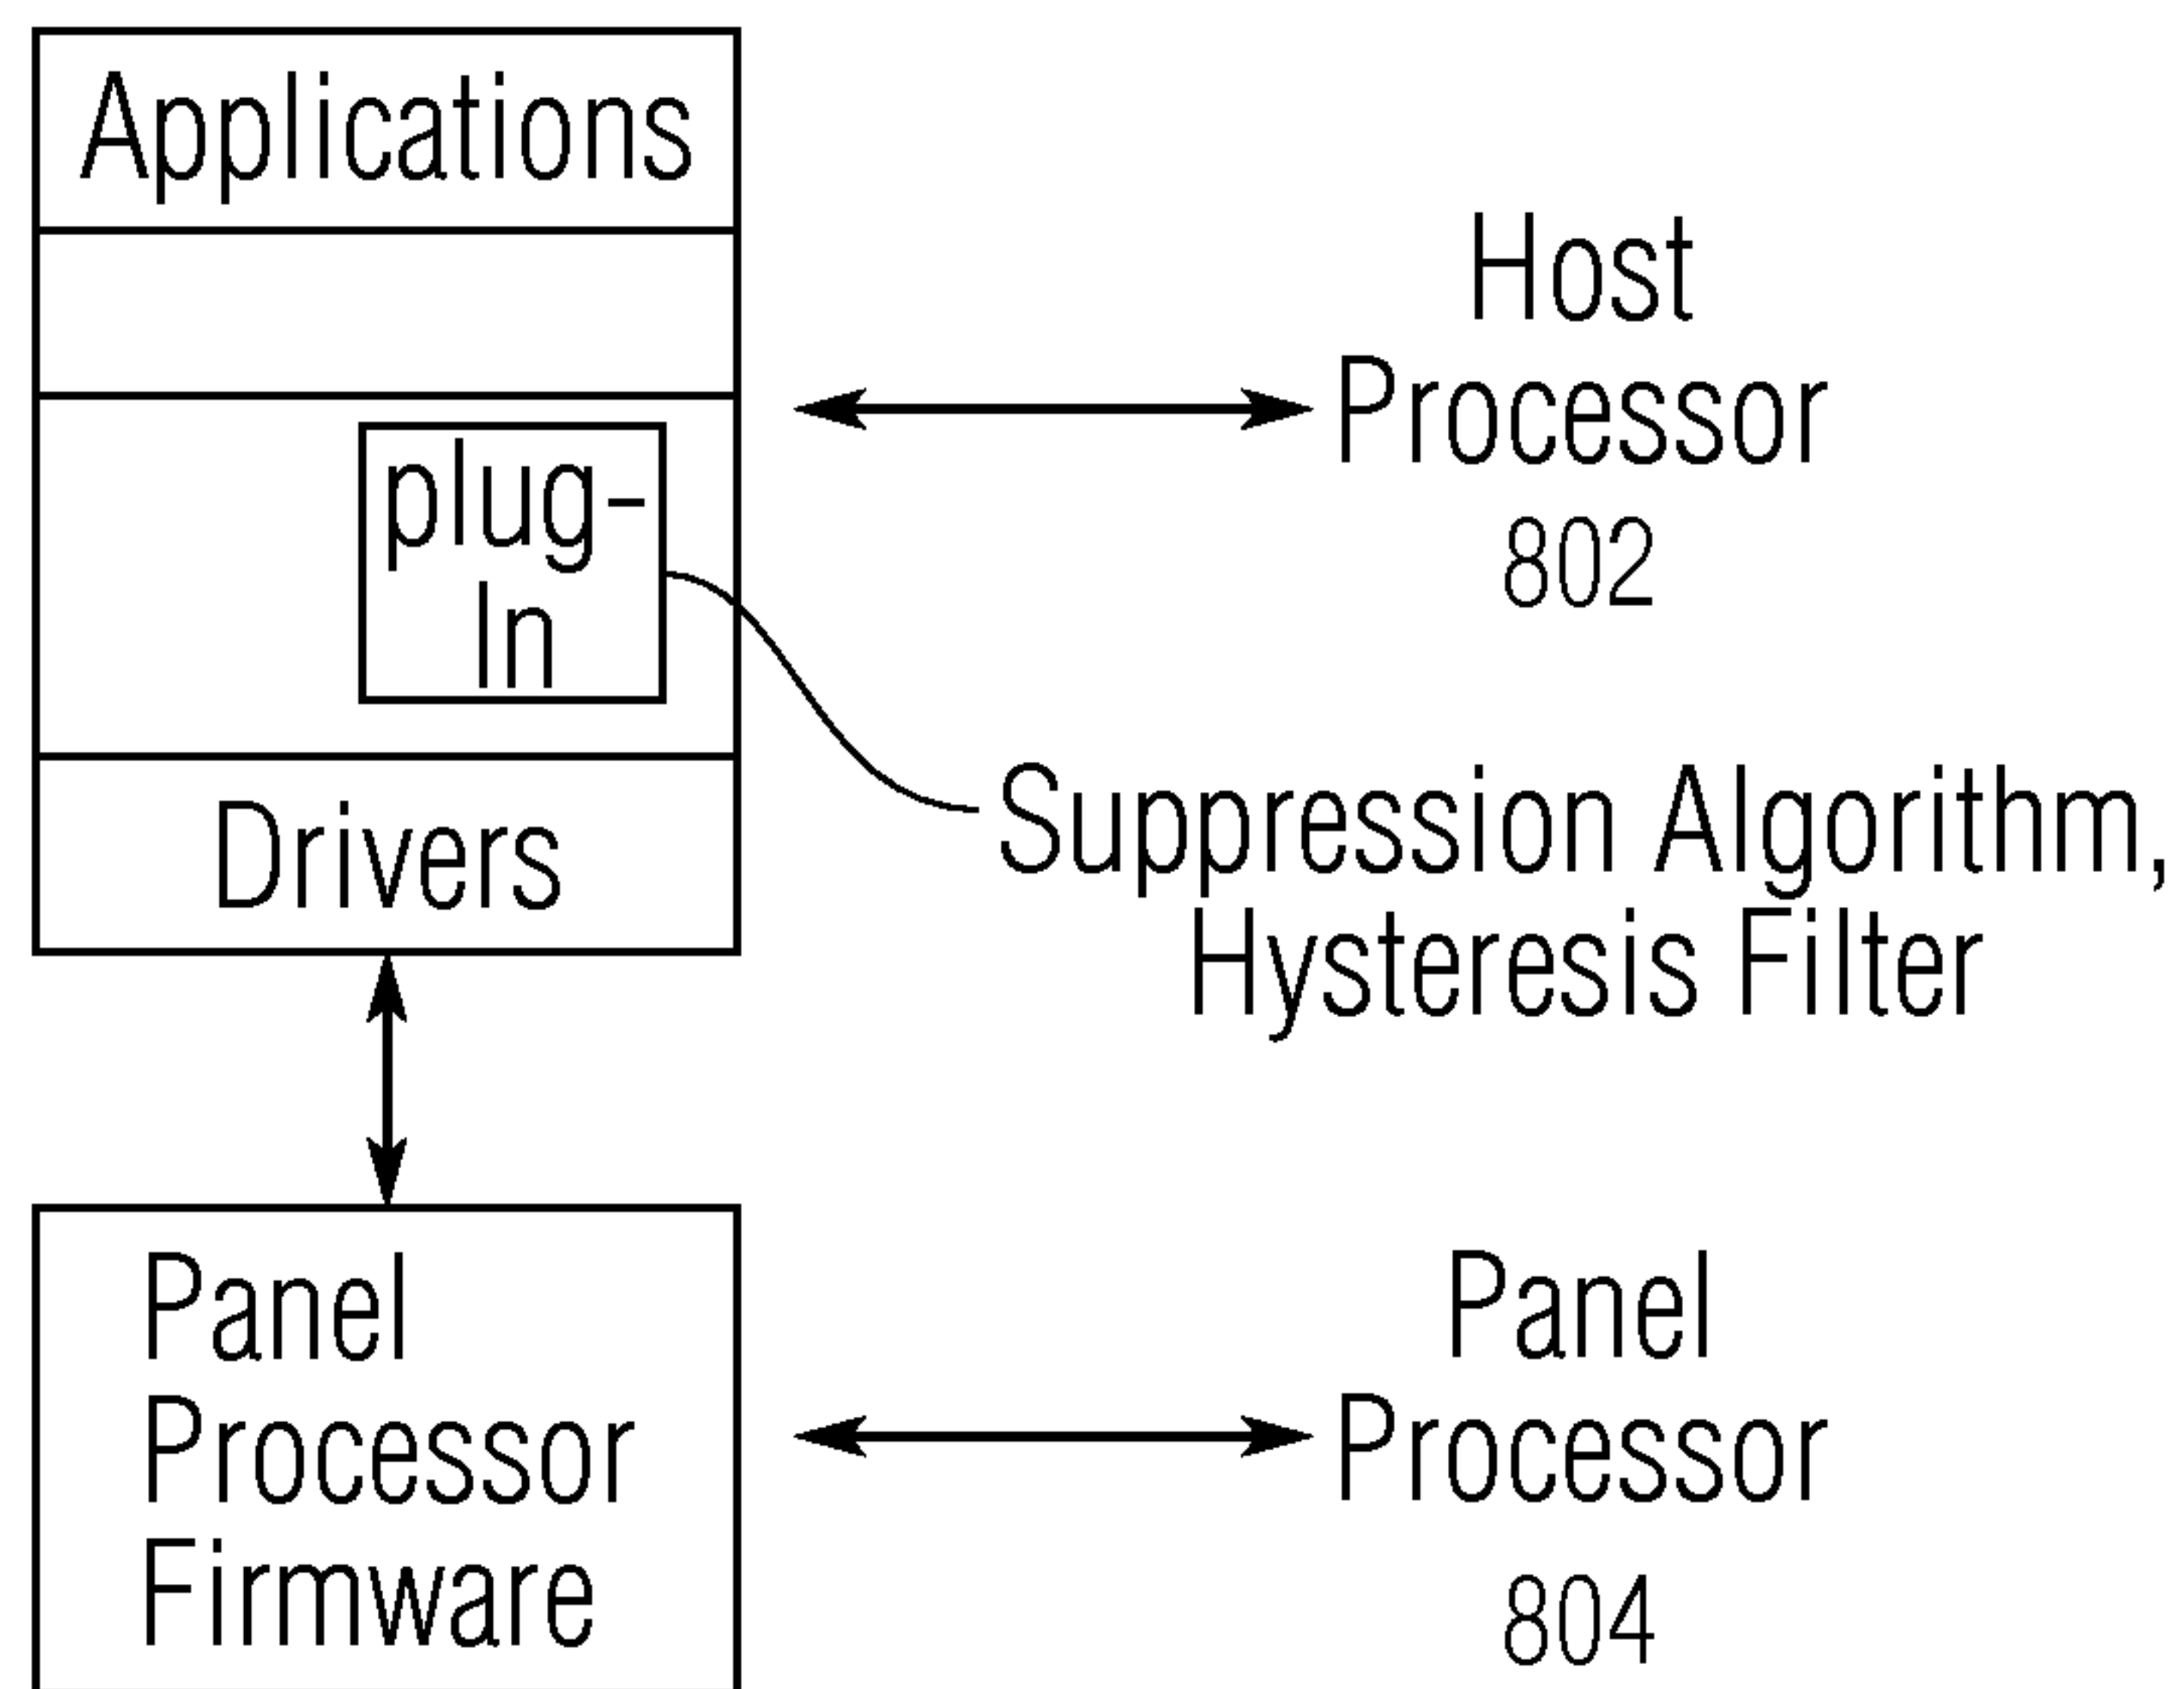 Applications
Host
Processor
802
plug-
In
Suppression Algorithm,
Hysteresis Filter
Drivers
Panel
Processor
Firmware
Panel
Processor
804